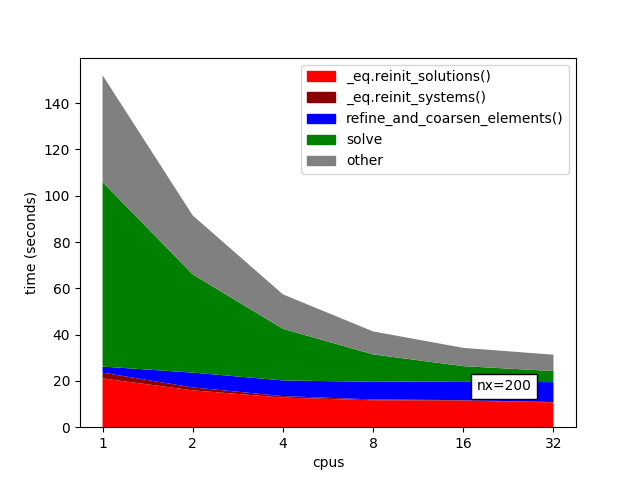 _eq.reinit_solutions()
_eq.reinit_systems()
refine_and_coarsen_elements()
solve
other
time (seconds)
140
120
100
80
60
40
20
0
nx=200
1 2 4 8 16 32
cpus